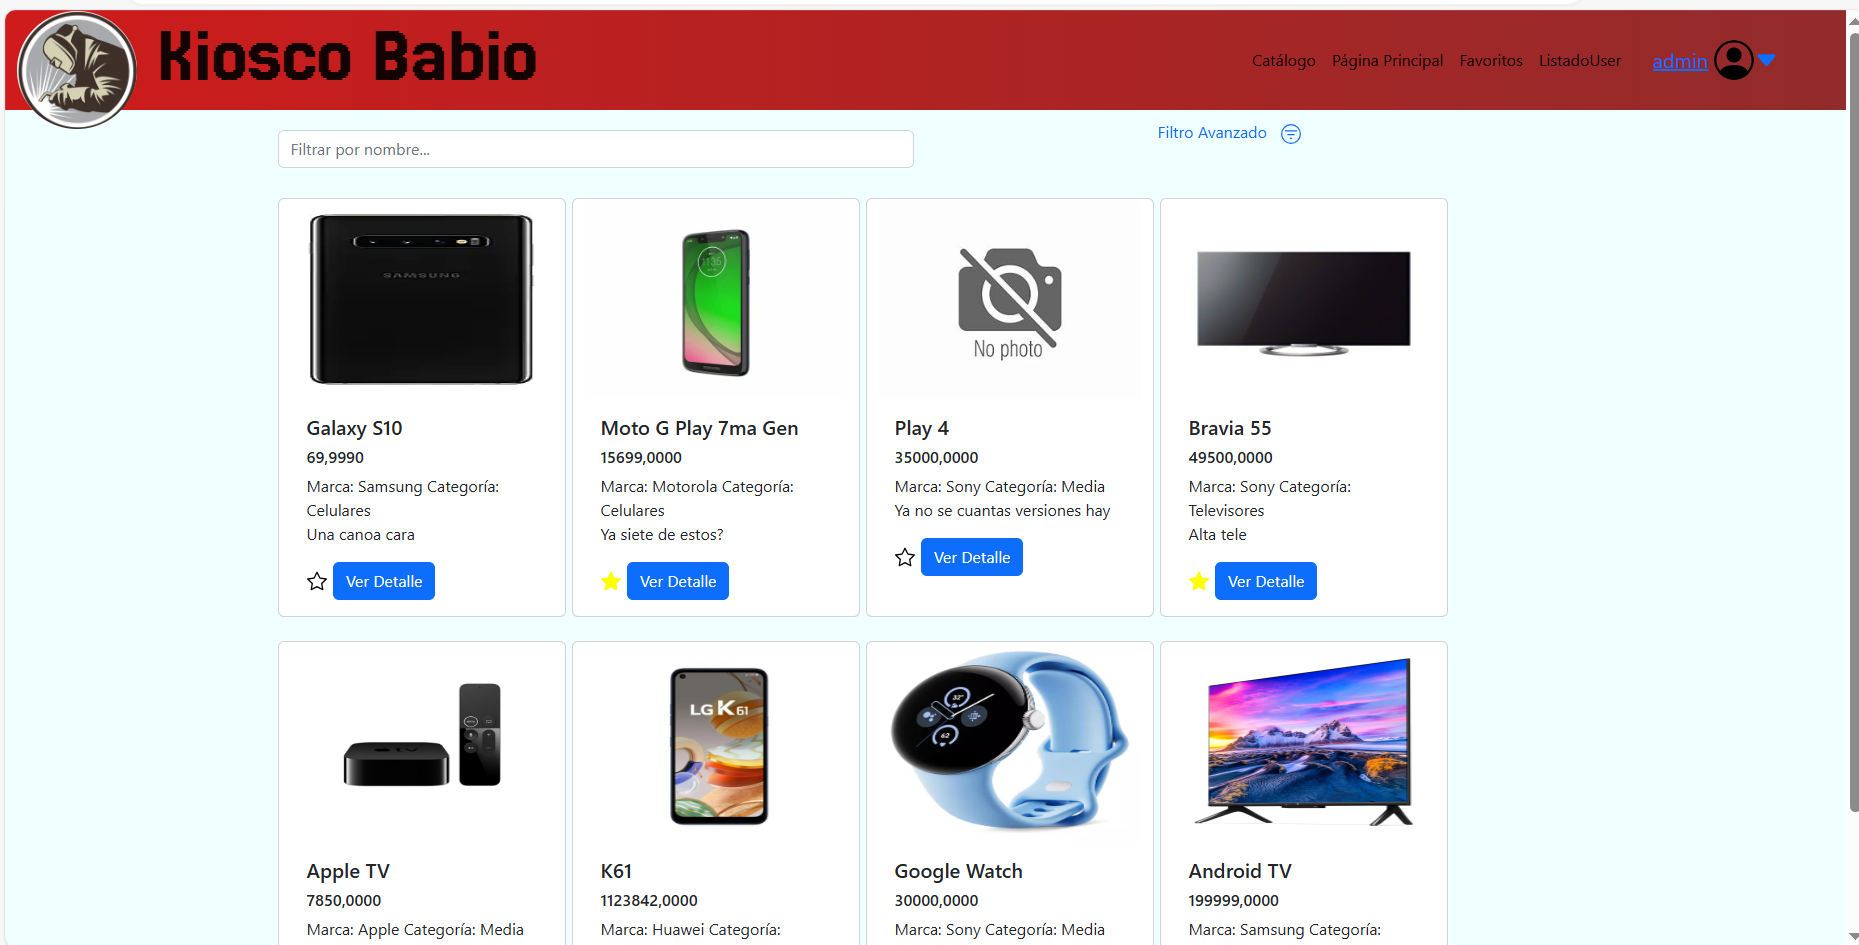 Kiosco Babio
Catálogo Página Principal Favoritos ListadoUser admin
Filtrar por nombre...
Filtro Avanzado
SAMSUNG
11:35
No photo
Galaxy S10
69,9990
Marca: Samsung Categoría:
Celulares
Una canoa cara
Ver Detalle
Moto G Play 7ma Gen
15699,0000
Marca: Motorola Categoría:
Celulares
Ya siete de estos?
Ver Detalle
Play 4
35000,0000
Marca: Sony Categoría: Media
Ya no se cuantas versiones hay
Ver Detalle
Bravia 55
49500,0000
Marca: Sony Categoría:
Televisores
Alta tele
Ver Detalle
tv
LG K61
32°
62
Apple TV
7850,0000
Marca: Apple Categoría: Media
K61
1123842,0000
Marca: Huawei Categoría:
Google Watch
30000,0000
Marca: Sony Categoría: Media
Android TV
199999,0000
Marca: Samsung Categoría: